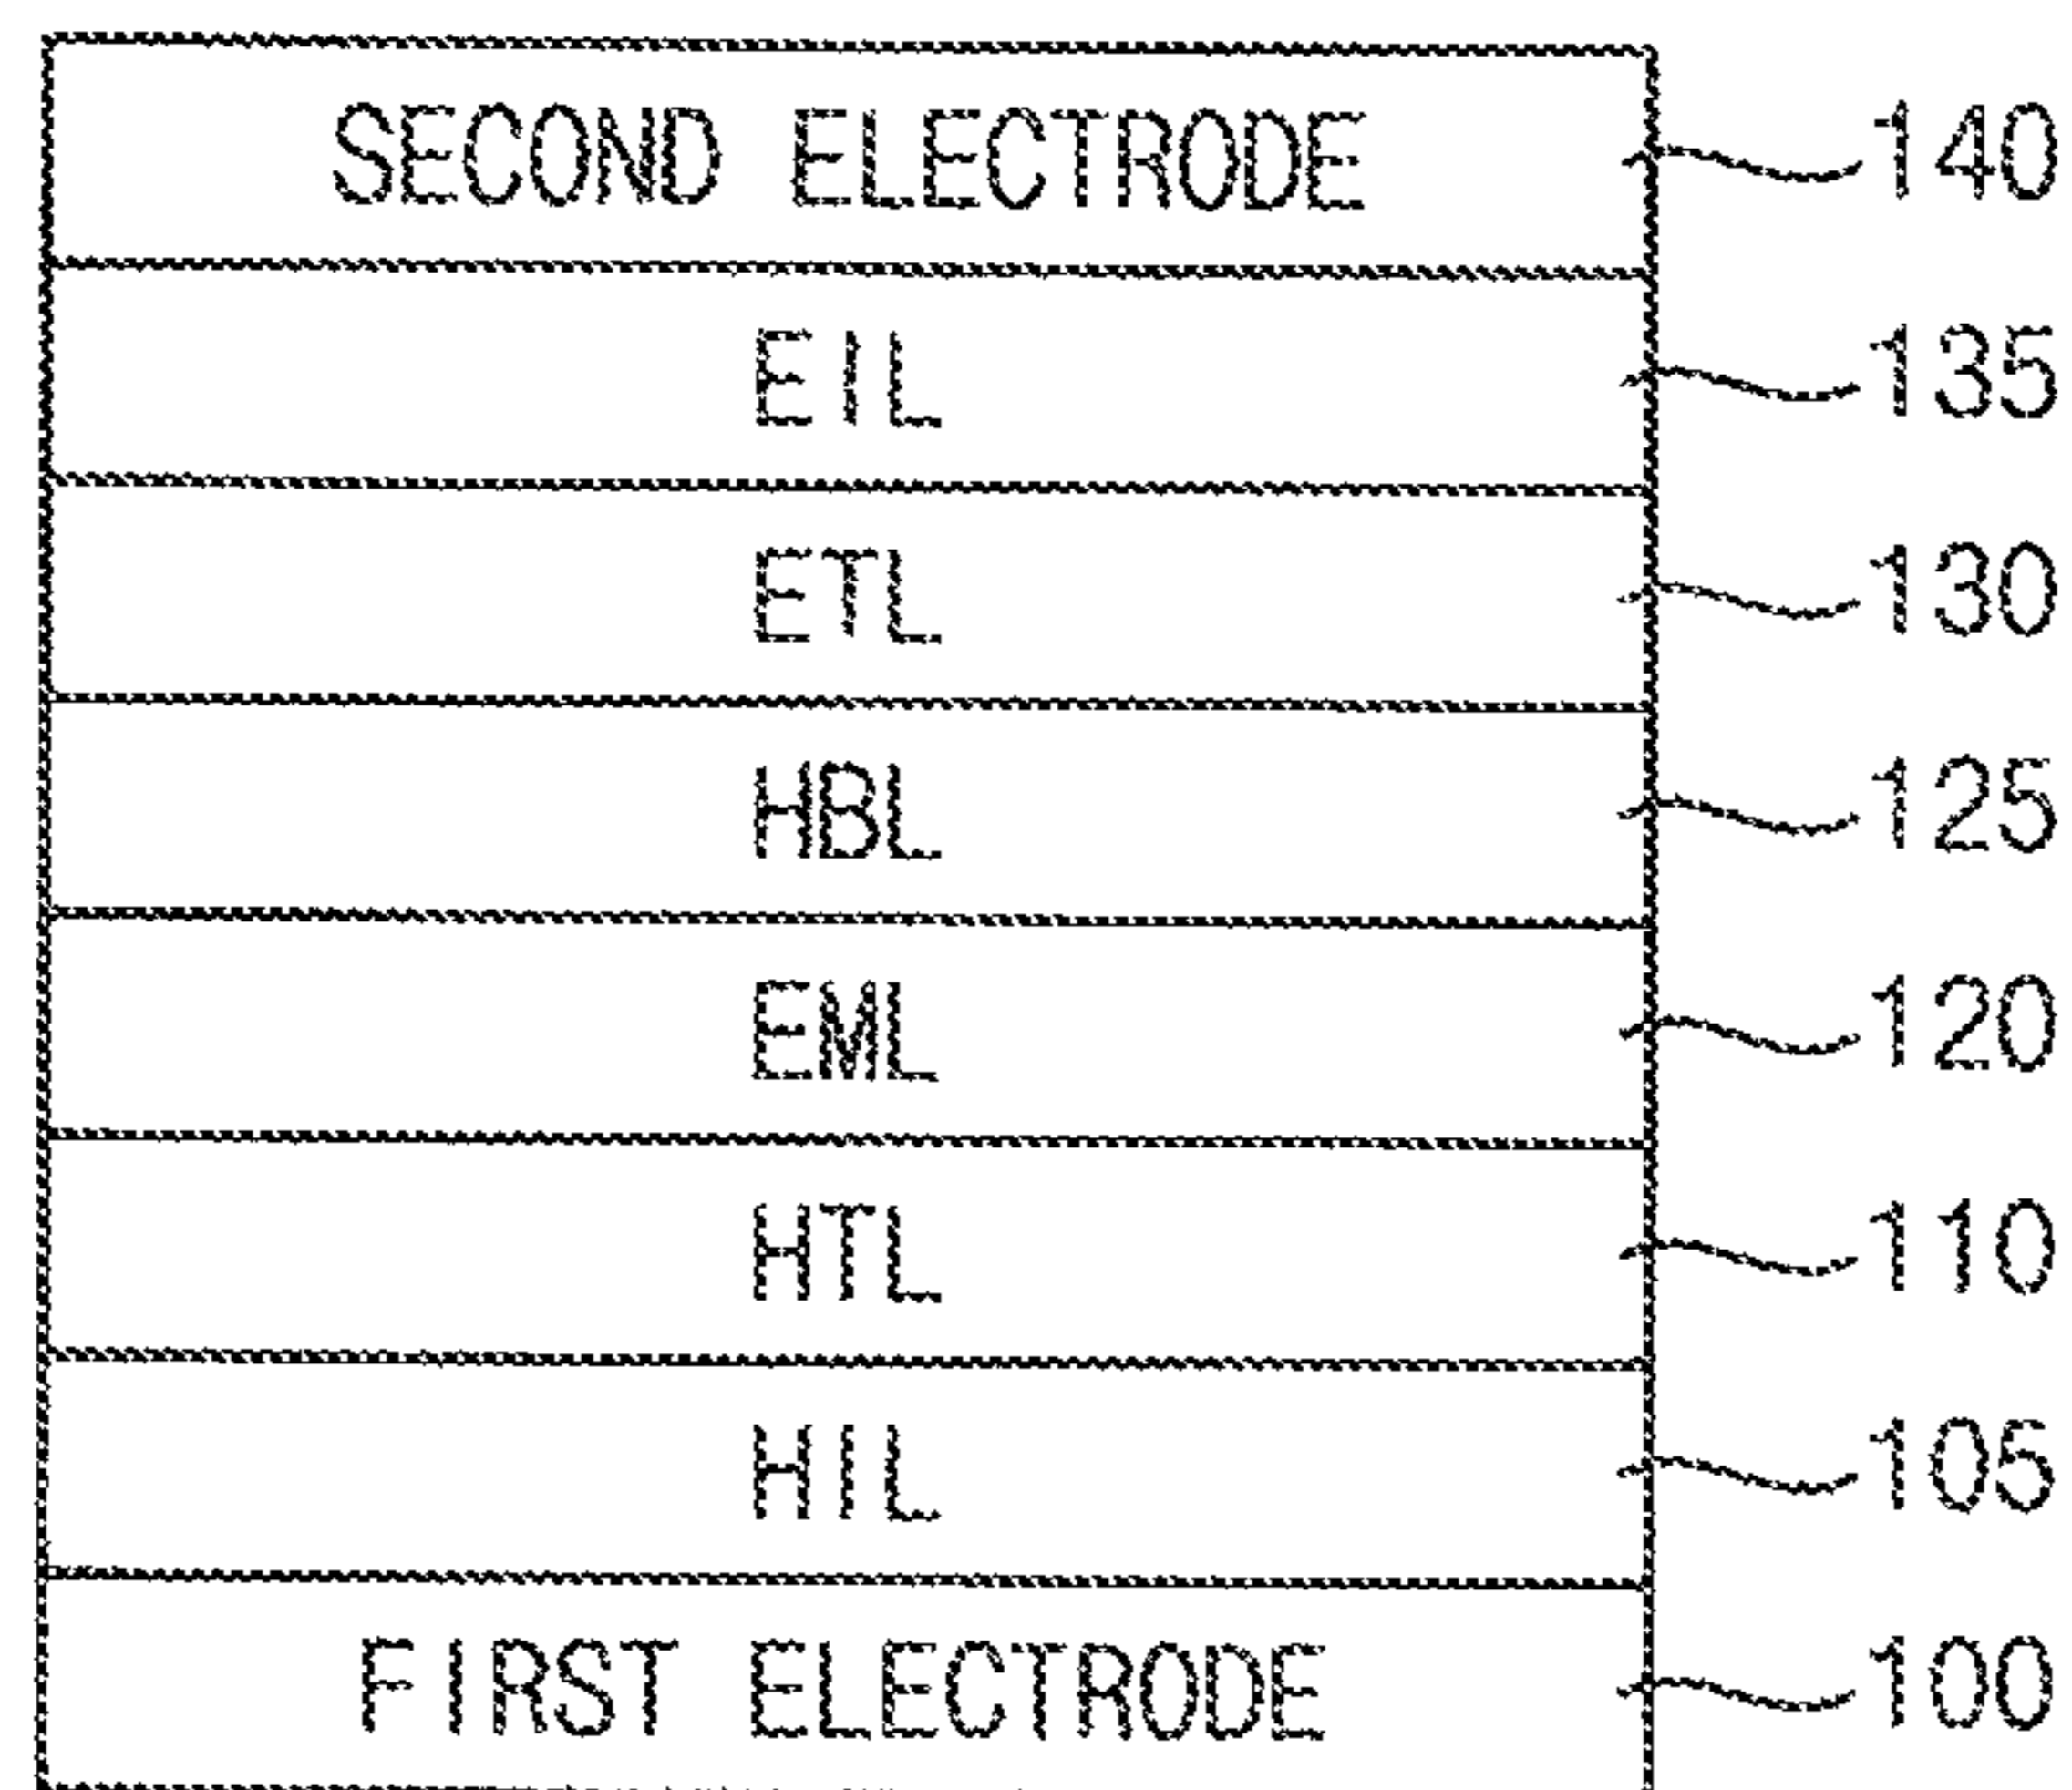 SECOND ELECTRODE 140
EIL 135
ETL 130
HBL 125
EML 120
HTL 110
HIL 105
FIRST ELECTRODE 100